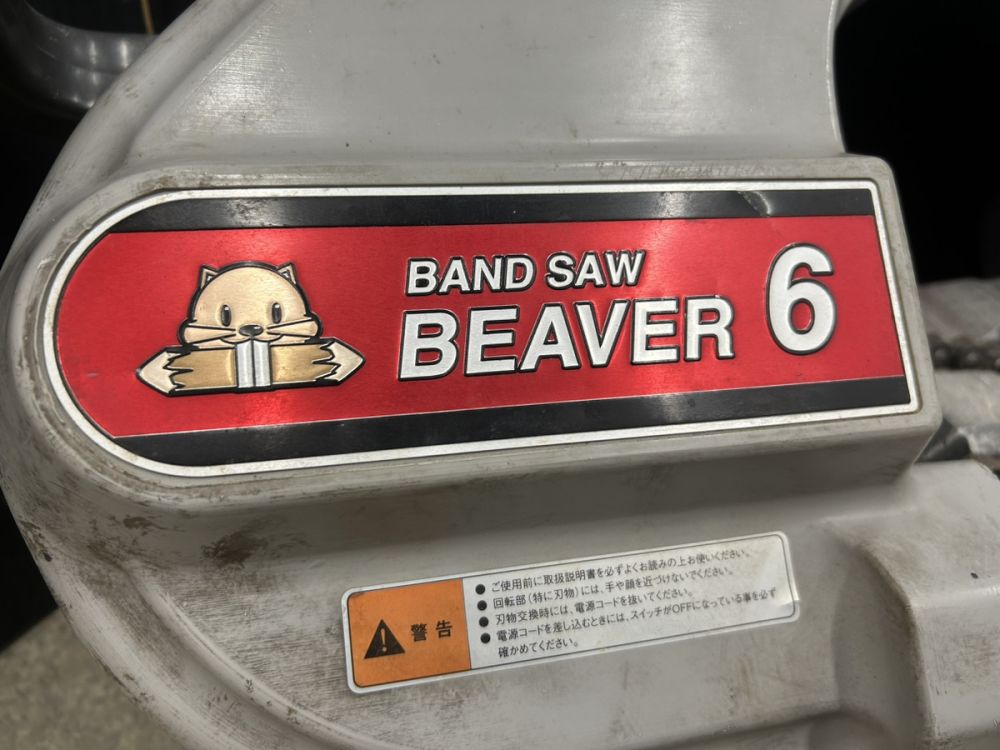 BAND SAW
BEAVER 6
警告
● ご使用前に取扱説明書を必ずよくお読みの上お使いください。
● 回転部(特に刃物)には、手や顔を近づけないでください。
● 刃物交換時には、電源コードを抜いてください。
● 電源コードを差し込むときには、スイッチがOFFになっている事を必ず
確かめてください。